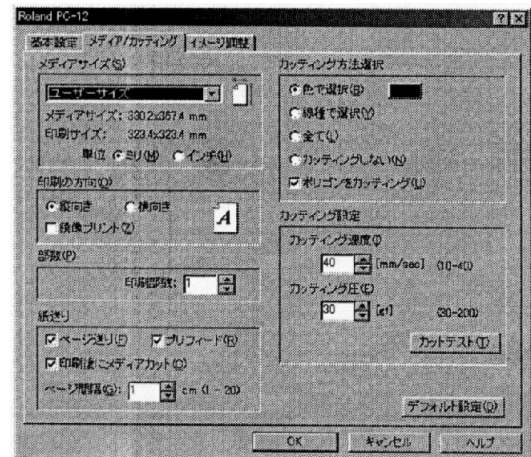 Roland PC-12
基本設定 メディア/カッティング イメージ調整
メディアサイズ(S)
ユーザーサイズ
メディアサイズ: 330.2x357.4 mm
印刷サイズ: 323.4x323.4 mm
単位 ミリ(M) インチ(H)
印刷の方向(O)
縦向き 横向き
鏡像プリント(Z)
A
部数(P)
印刷部数: 1
紙送り
ページ送り(F) プリフィード(R)
印刷後にメディアカット(C)
ページ間隔(G): 1 cm (1 - 20)
カッティング方法選択
色で選択(B)
線種で選択(Y)
全て(L)
カッティングしない(N)
ポリゴンをカッティング(U)
カッティング設定
カッティング速度(I)
40 [mm/sec] (10-40)
カッティング圧(E)
30 [gf] (30-200)
カットテスト(T)
デフォルト設定(D)
OK キャンセル ヘルプ